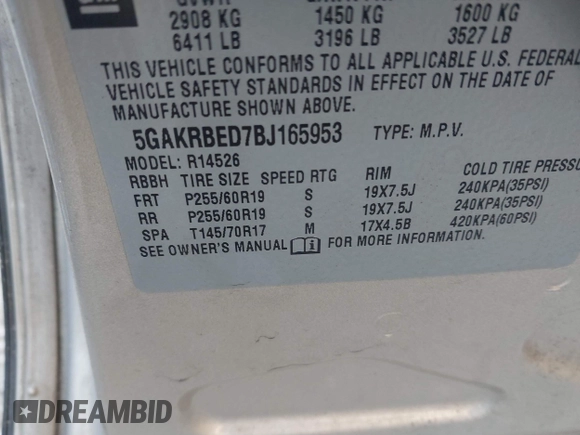 2908 KG 1450 KG 1600 KG
6411 LB 3196 LB 3527 LB
THIS VEHICLE CONFORMS TO ALL APPLICABLE U.S. FEDERAL
VEHICLE SAFETY STANDARDS IN EFFECT ON THE DATE OF
MANUFACTURE SHOWN ABOVE.
5GAKRBED7BJ165953 TYPE: M.P.V.
MODEL: R14526
RBBH TIRE SIZE SPEED RTG RIM COLD TIRE PRESSU
FRT P255/60R19 S 19X7.5J 240KPA(35PSI)
RR P255/60R19 S 19X7.5J 240KPA(35PSI)
SPA T145/70R17 M 17X4.5B 420KPA(60PSI)
SEE OWNER'S MANUAL FOR MORE INFORMATION.
DREAMBID